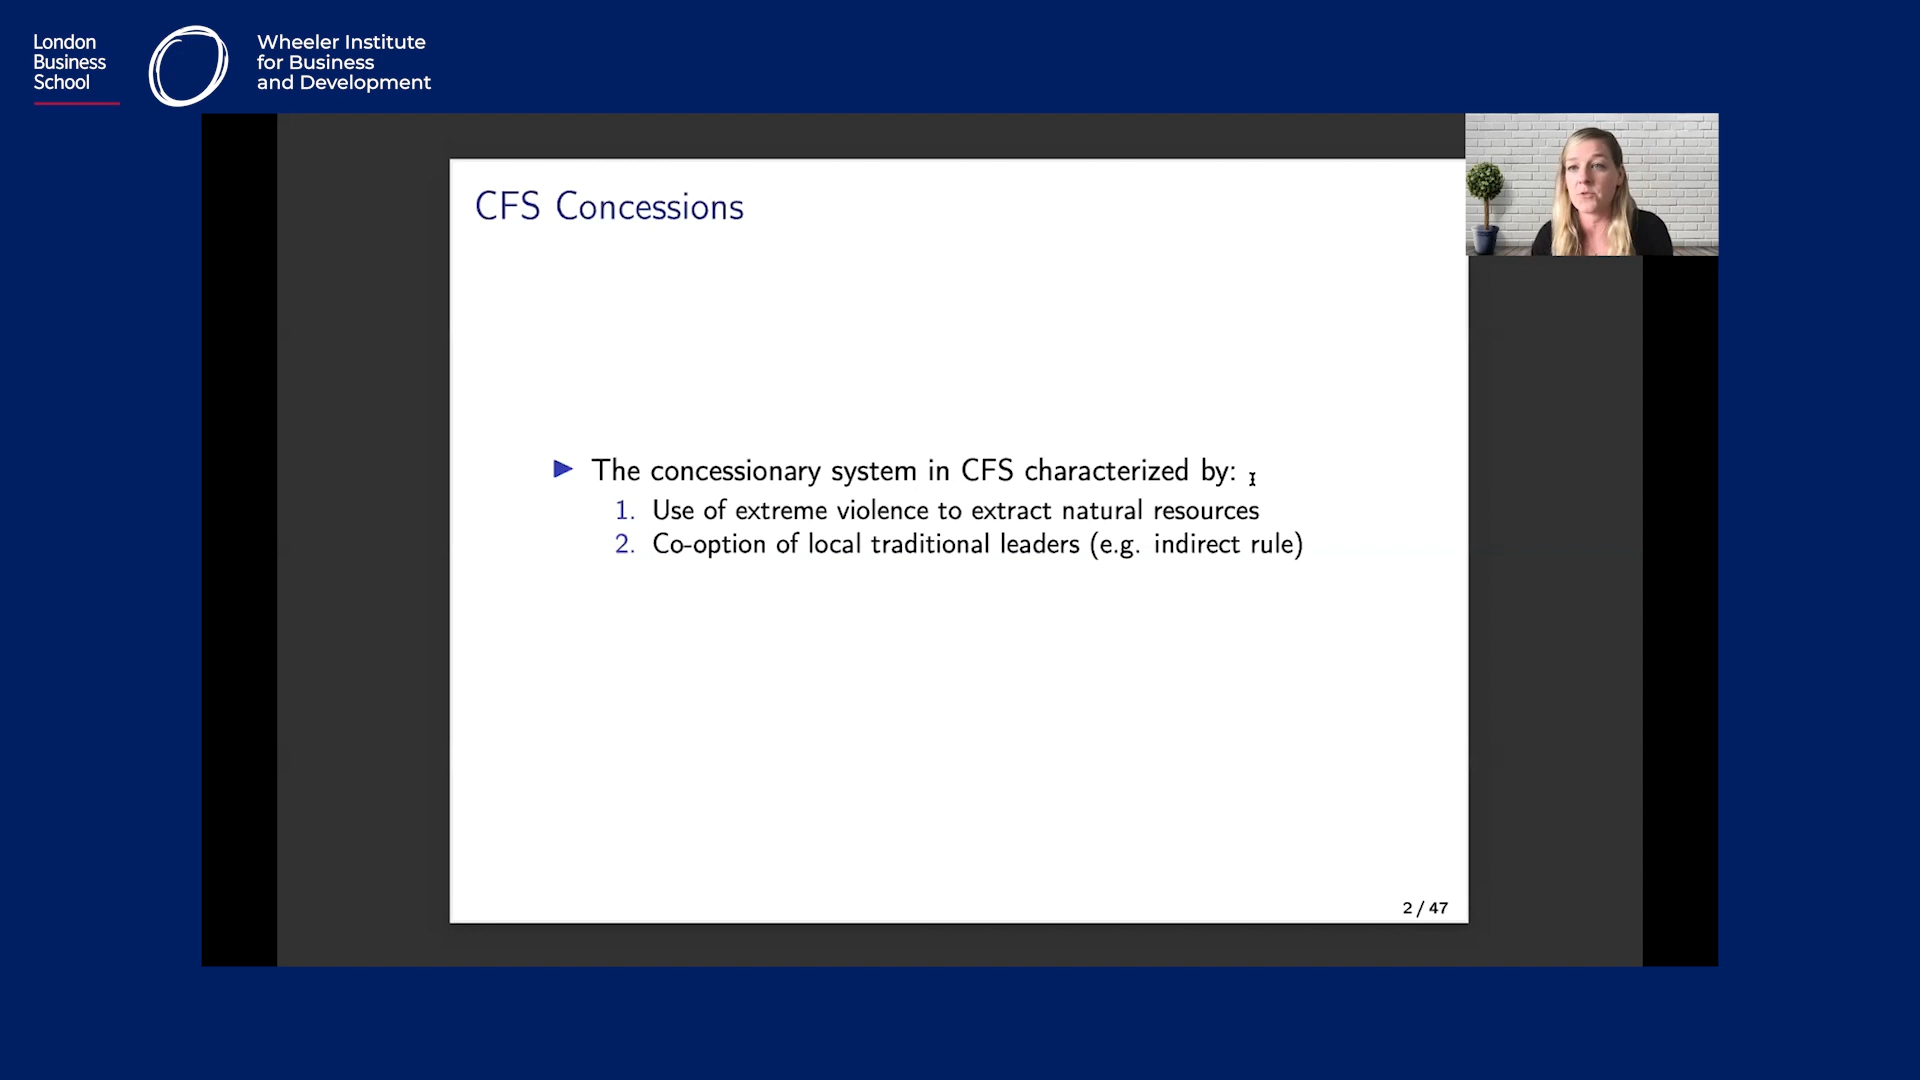 London
Business
School
Wheeler Institute
for Business
and Development
CFS Concessions
The concessionary system in CFS characterized by:
1. Use of extreme violence to extract natural resources
2. Co-option of local traditional leaders (e.g. indirect rule)
2 / 47